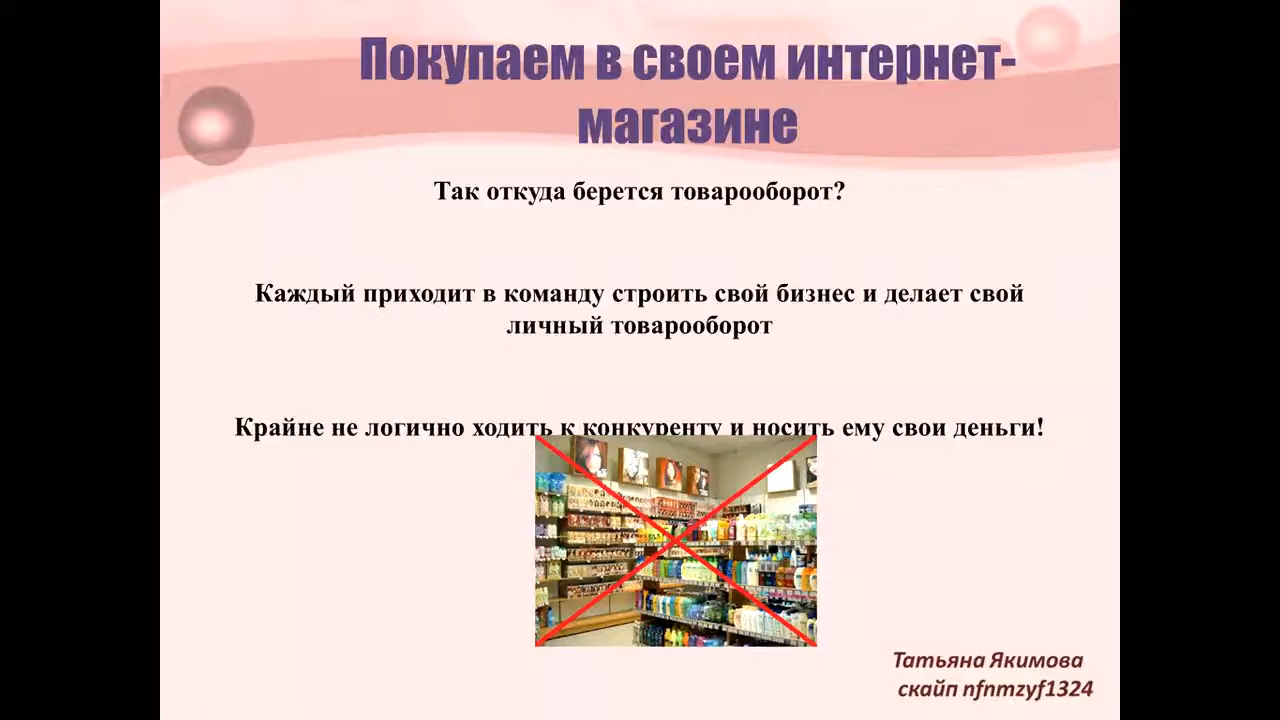 Покупаем в своем интернет-
магазине
Так откуда берется товарооборот?
Каждый приходит в команду строить свой бизнес и делает свой
личный товарооборот
Крайне не логично ходить к конкуренту и носить ему свои деньги!
Татьяна Якимова
скайп nfnmzyf1324